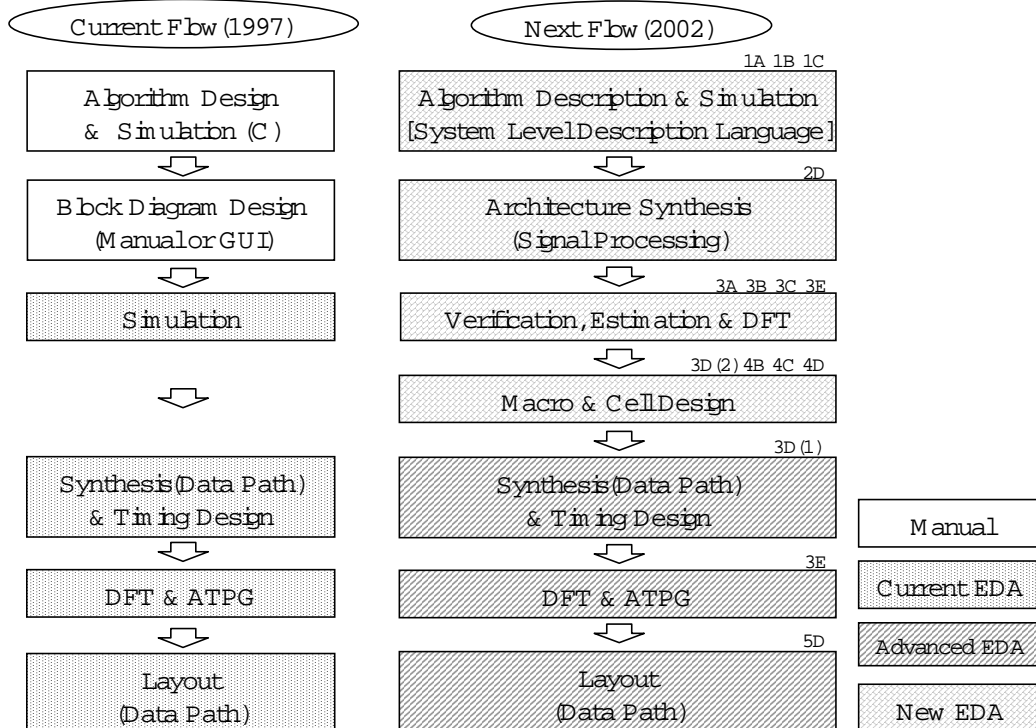 Current Flow (1997)
Algorithm Design
& Simulation (C)
Block Diagram Design
(Manual or GUI)
Simulation
Synthesis(Data Path)
& Timing Design
DFT & ATPG
Layout
(Data Path)
Next Flow (2002)
1A 1B 1C
Algorithm Description & Simulation
[System Level Description Language]
2D
Architecture Synthesis
(Signal Processing)
3A 3B 3C 3E
Verification, Estimation & DFT
3D (2) 4B 4C 4D
Macro & Cell Design
3D (1)
Synthesis(Data Path)
& Timing Design
3E
DFT & ATPG
5D
Layout
(Data Path)
Manual
Current EDA
Advanced EDA
New EDA